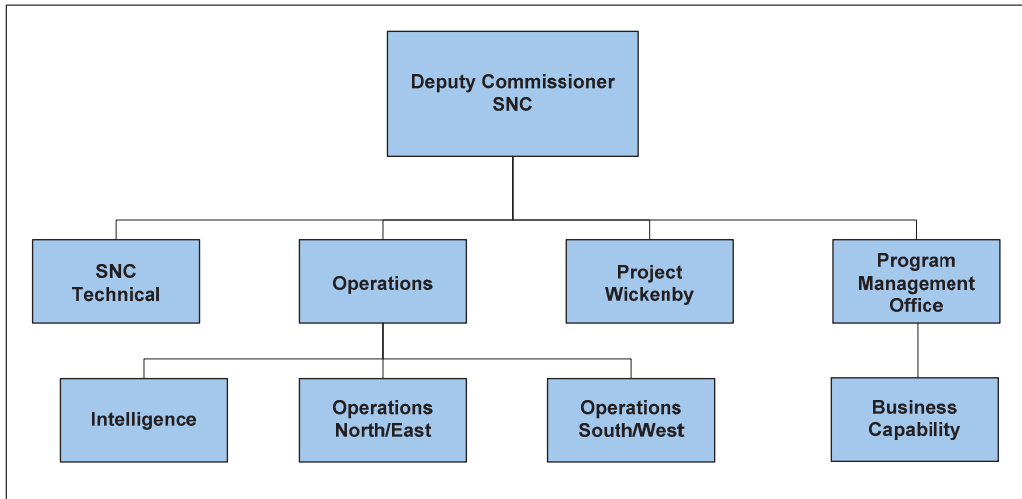 Deputy Commissioner
SNC
SNC
Technical
Operations
Project
Wickenby
Program
Management
Office
Intelligence
Operations
North/East
Operations
South/West
Business
Capability